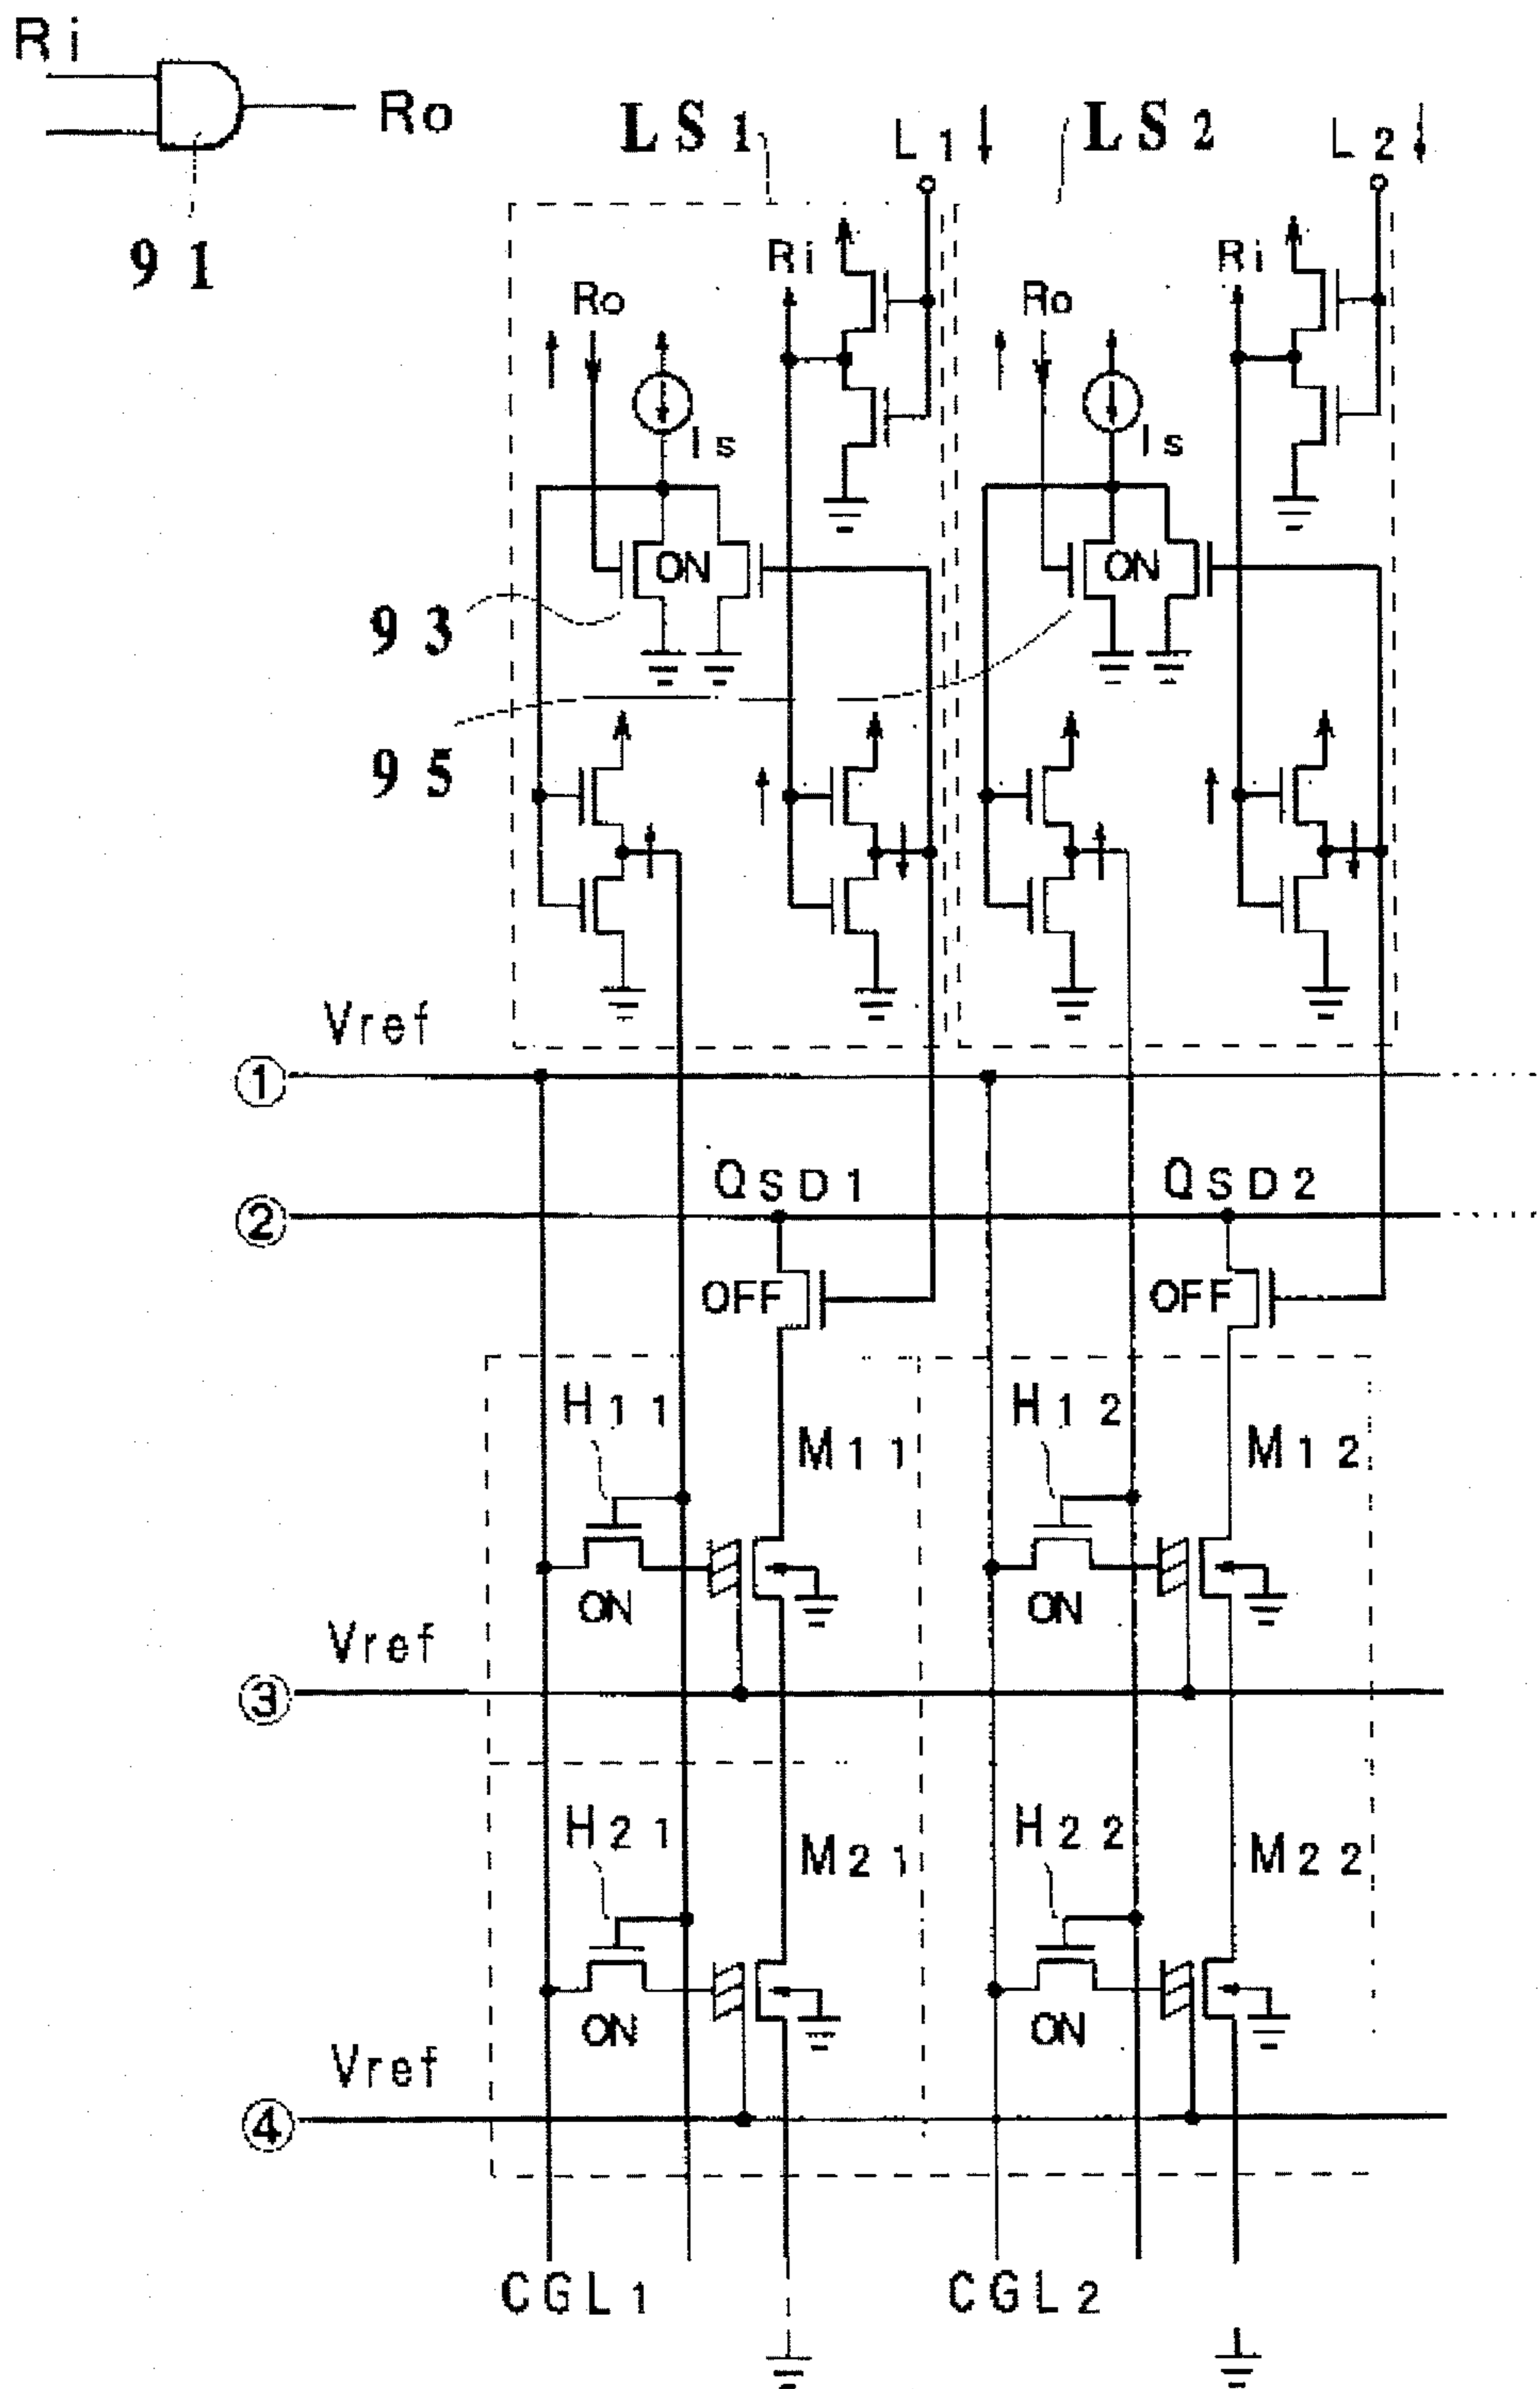 Ri
Ro
91
LS1
L1
LS2
L2
Ri
Ri
Ro
Ro
Is
Is
ON
ON
93
95
Vref
①
QSD1
QSD2
②
OFF
OFF
H11
H12
M11
M12
ON
ON
Vref
③
H21
H22
M21
M22
ON
ON
Vref
④
CGL1
CGL2